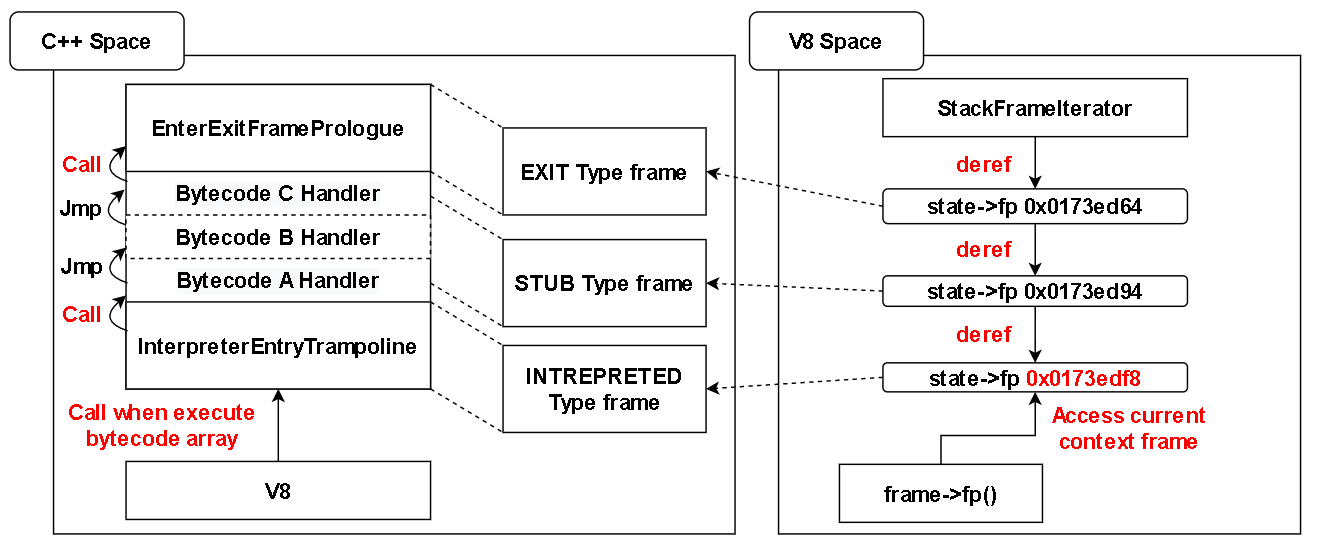 C++ Space
EnterExitFramePrologue
Call
Bytecode C Handler
Jmp
Bytecode B Handler
Jmp
Bytecode A Handler
Call
InterpreterEntryTrampoline
Call when execute
bytecode array
V8
EXIT Type frame
STUB Type frame
INTREPRETED
Type frame
V8 Space
StackFrameIterator
deref
state->fp 0x0173ed64
deref
state->fp 0x0173ed94
deref
state->fp 0x0173edf8
Access current
context frame
frame->fp()